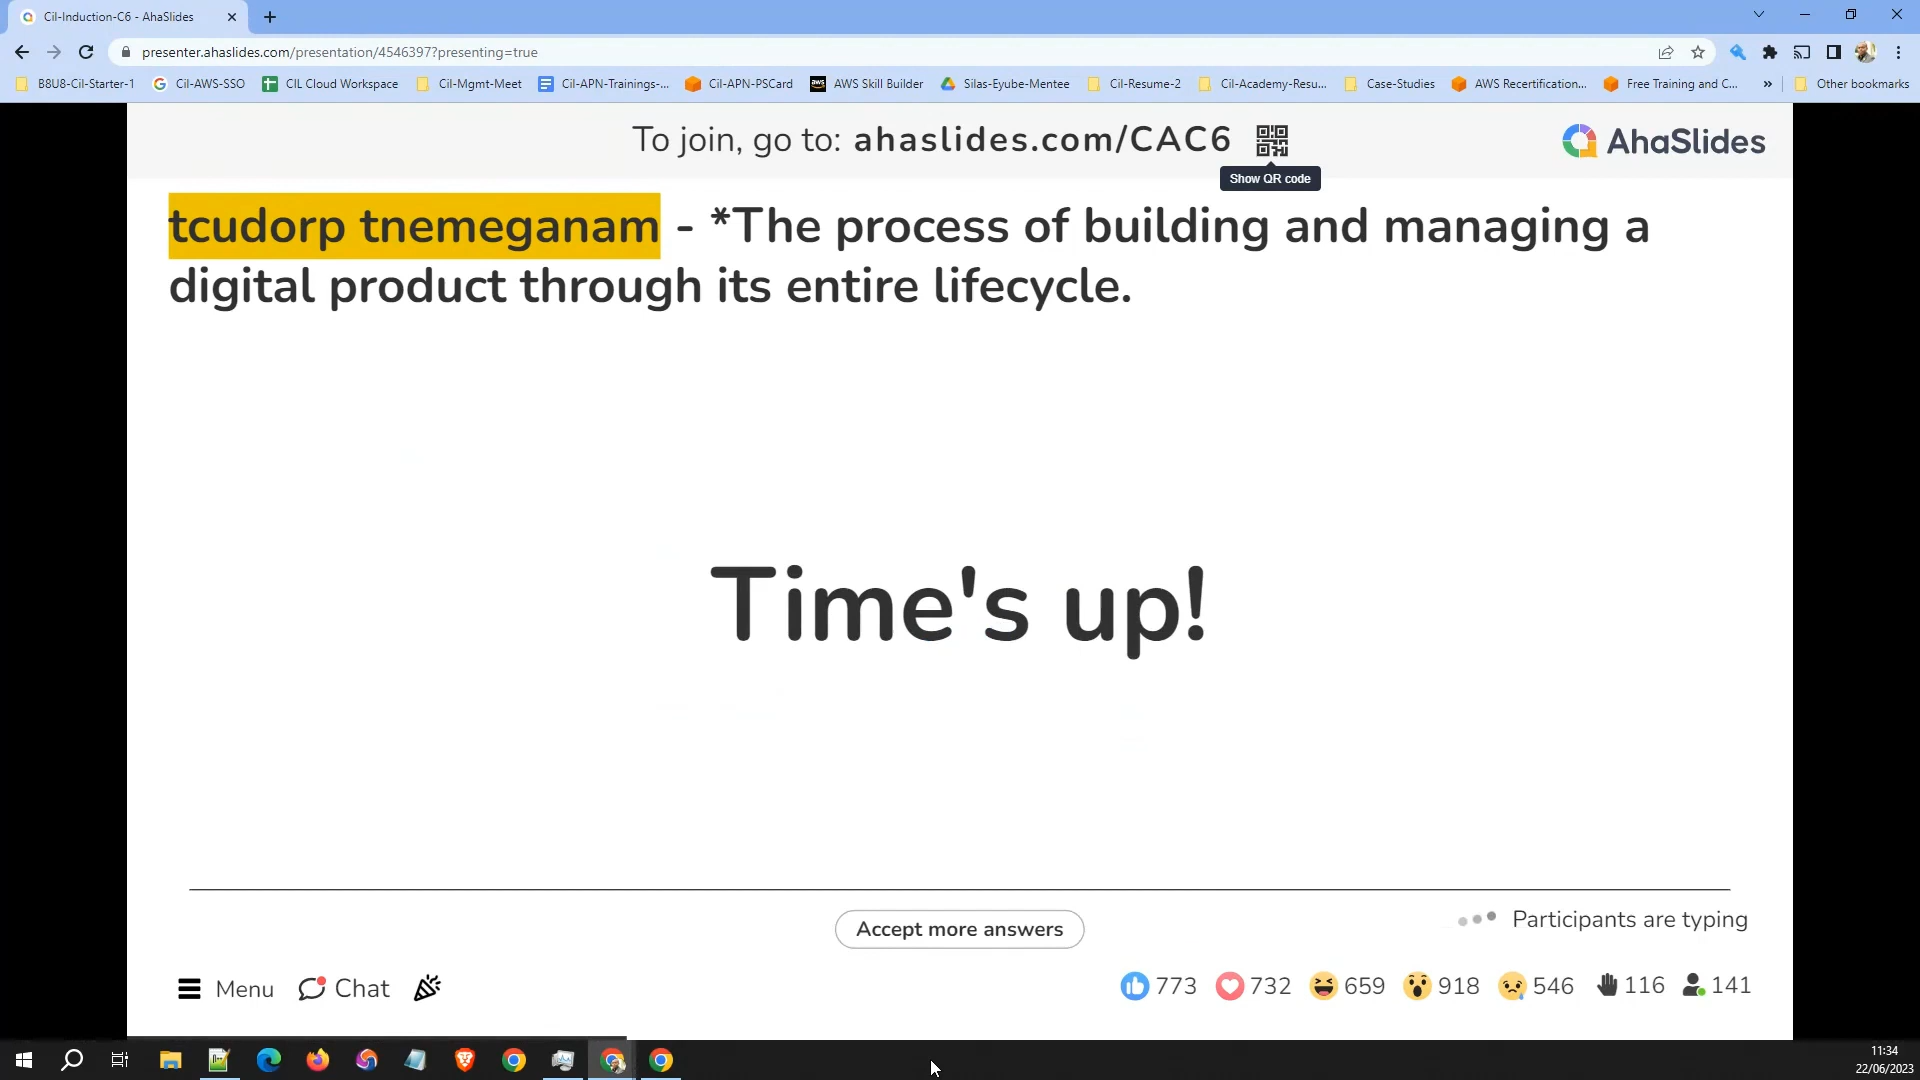 Cil-Induction-C6 - AhaSlides
presenter.ahaslides.com/presentation/4546397?presenting=true
B8U8-Cil-Starter-1 Cil-AWS-SSO CIL Cloud Workspace Cil-Mgmt-Meet Cil-APN-Trainings-... Cil-APN-PSCard aws AWS Skill Builder Silas-Eyube-Mentee Cil-Resume-2 Cil-Academy-Resu... Case-Studies AWS Recertification... Free Training and C... » Other bookmarks
To join, go to: ahaslides.com/CAC6 AhaSlides
Show QR code
tcudorp tnemeganam - *The process of building and managing a
digital product through its entire lifecycle.
Time's up!
Accept more answers
Participants are typing
Menu Chat 773 732 659 918 546 116 141
11:34
22/06/2023